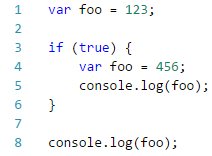 1 var foo = 123;
2
3 if (true) {
4     var foo = 456;
5     console.log(foo);
6 }
7
8 console.log(foo);